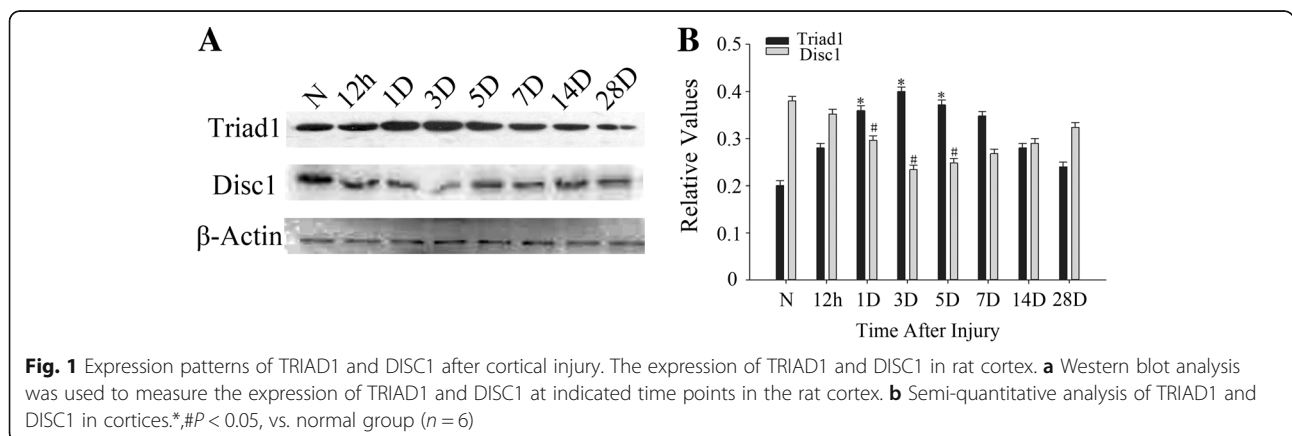 A
N 12h 1D 3D 5D 7D 14D 28D
Triad1
Disc1
β-Actin
B
Triad1
Disc1
0.5
0.4
0.3
0.2
0.1
0
Relative Values
* * *
# # #
N 12h 1D 3D 5D 7D 14D 28D
Time After Injury
Fig. 1 Expression patterns of TRIAD1 and DISC1 after cortical injury. The expression of TRIAD1 and DISC1 in rat cortex. a Western blot analysis
was used to measure the expression of TRIAD1 and DISC1 at indicated time points in the rat cortex. b Semi-quantitative analysis of TRIAD1 and
DISC1 in cortices.*,#P < 0.05, vs. normal group (n = 6)